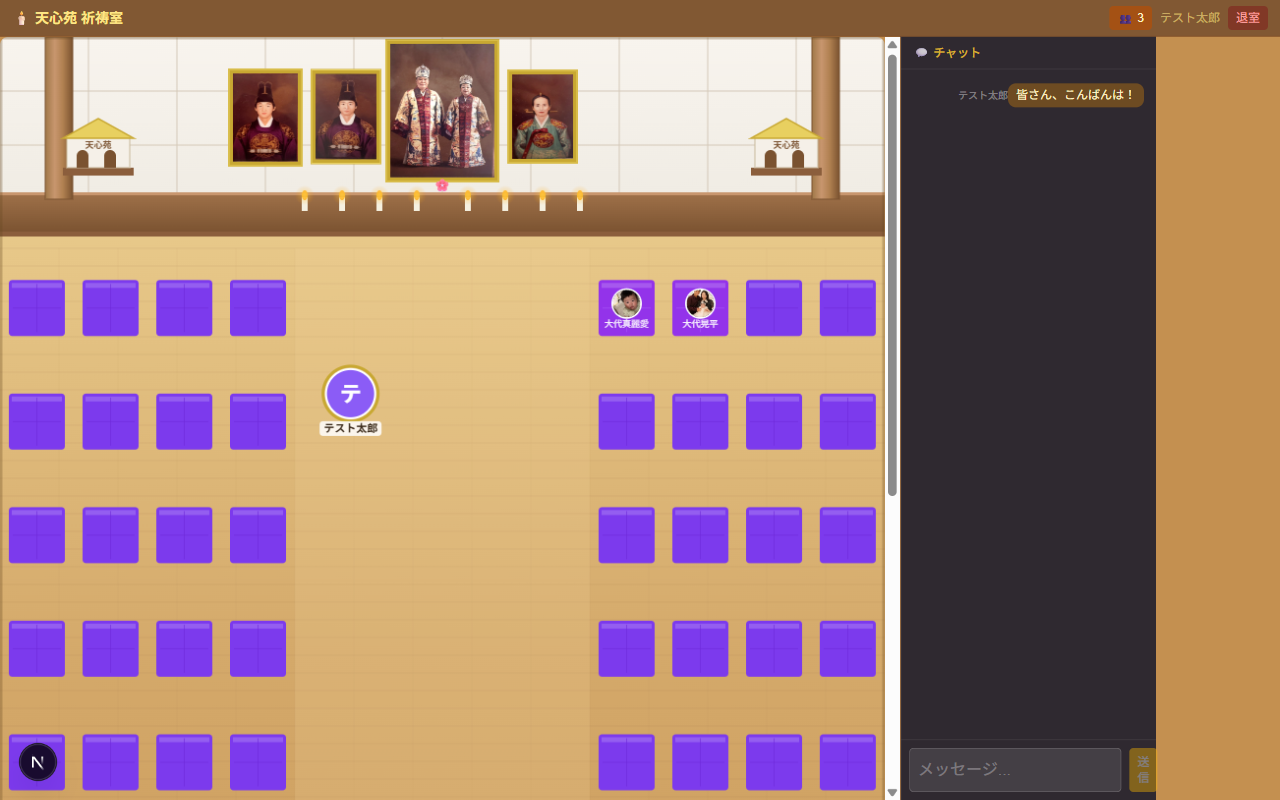 天心苑 祈祷室
3
テスト太郎
退室
チャット
テスト太郎
皆さん、こんばんは！
天心苑
天心苑
大代真麗愛
大代晃平
テ
テスト太郎
N
メッセージ...
送
信